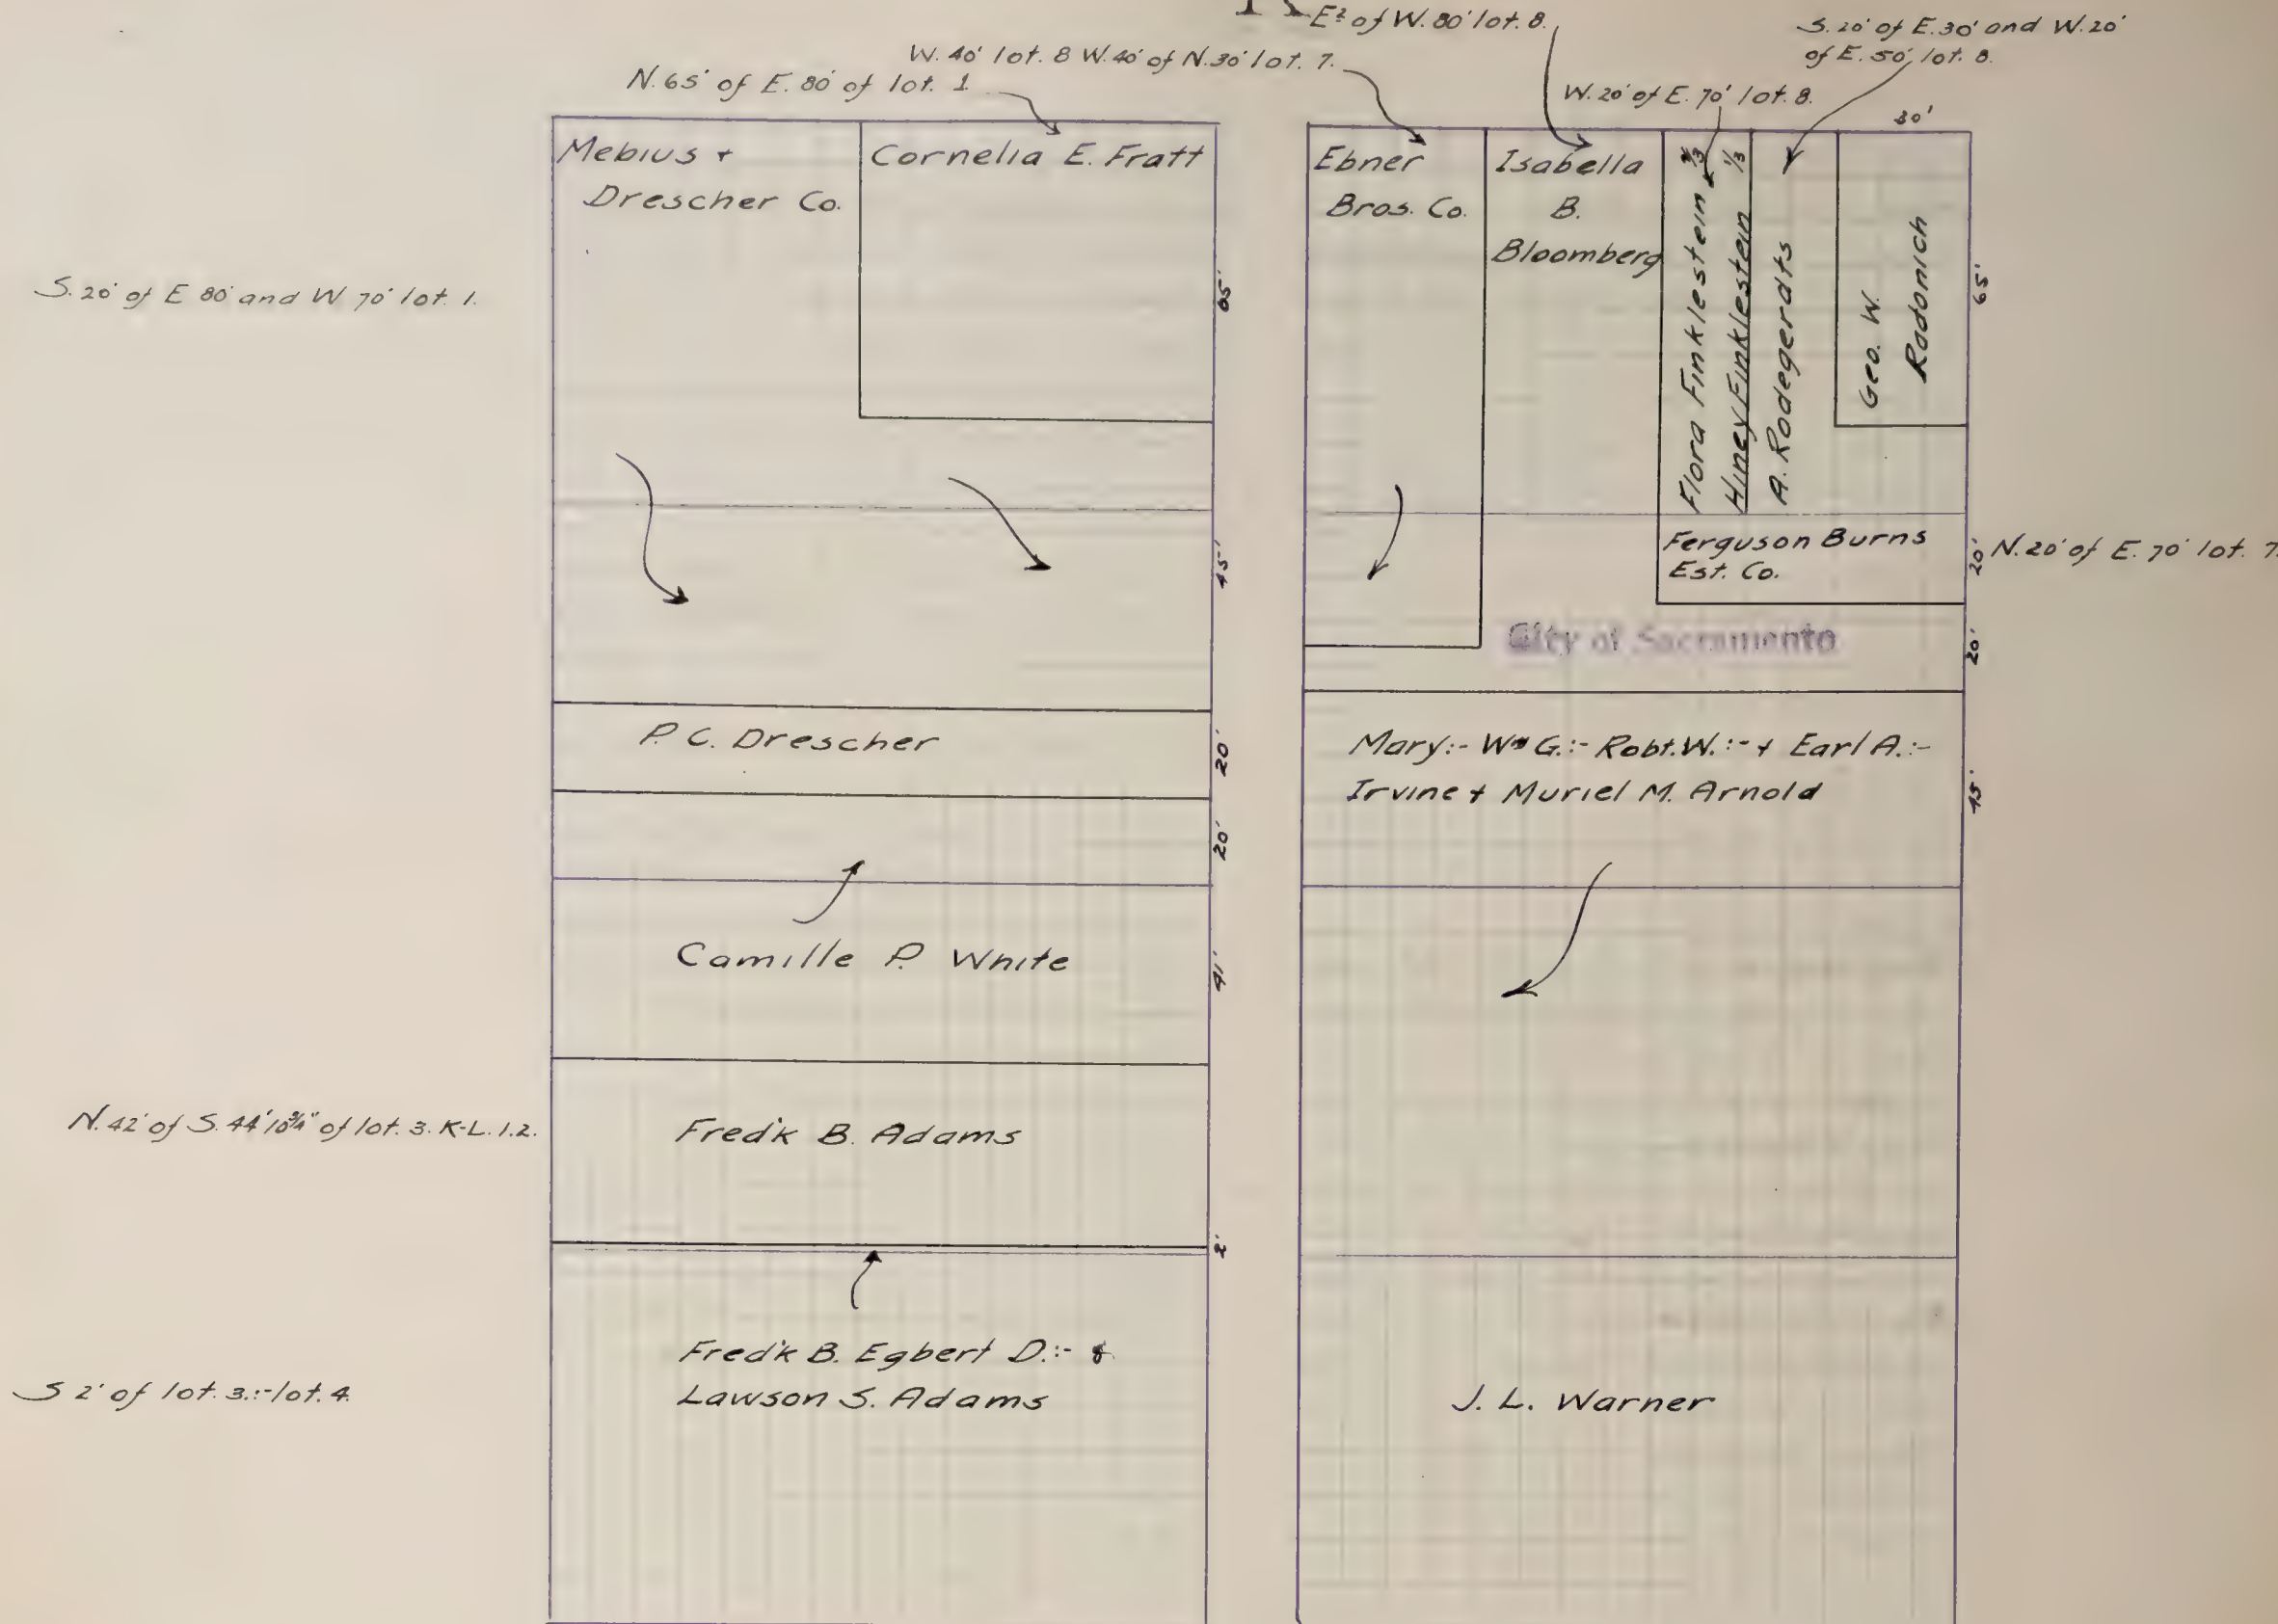 K
E½ of W. 80' lot. 8.
S. 20' of E. 30' and W. 20'
of E. 50' lot. 8.
W. 40' lot. 8 W. 40' of N. 30' lot. 7.
N. 65' of E. 80' of lot. 1.
W. 20' of E. 70' lot. 8.
30'
Mebius +
Drescher Co.
Cornelia E. Fratt
65'
S. 20' of E 80' and W. 70' lot. 1.
45'
P. C. Drescher
20'
20'
Camille P. White
41'
N. 42' of S. 44' 10¾" of lot. 3. K-L. 1.2.
Fred'k B. Adams
2'
Fred'k B. Egbert D.:- &
Lawson S. Adams
S 2' of lot. 3.:-lot. 4.
Ebner
Bros. Co.
Isabella
B.
Bloomberg
Flora Finklestein ⅔
Hiney Finklestein ⅓
A. Rodegerdts
Geo. W.
Radonich
65'
Ferguson Burns
Est. Co.
20'
N. 20' of E. 70' lot. 7.
City of Sacramento
20'
Mary:- Wm G.:- Robt. W.:- + Earl A.:-
Irvine + Muriel M. Arnold
45'
J. L. Warner